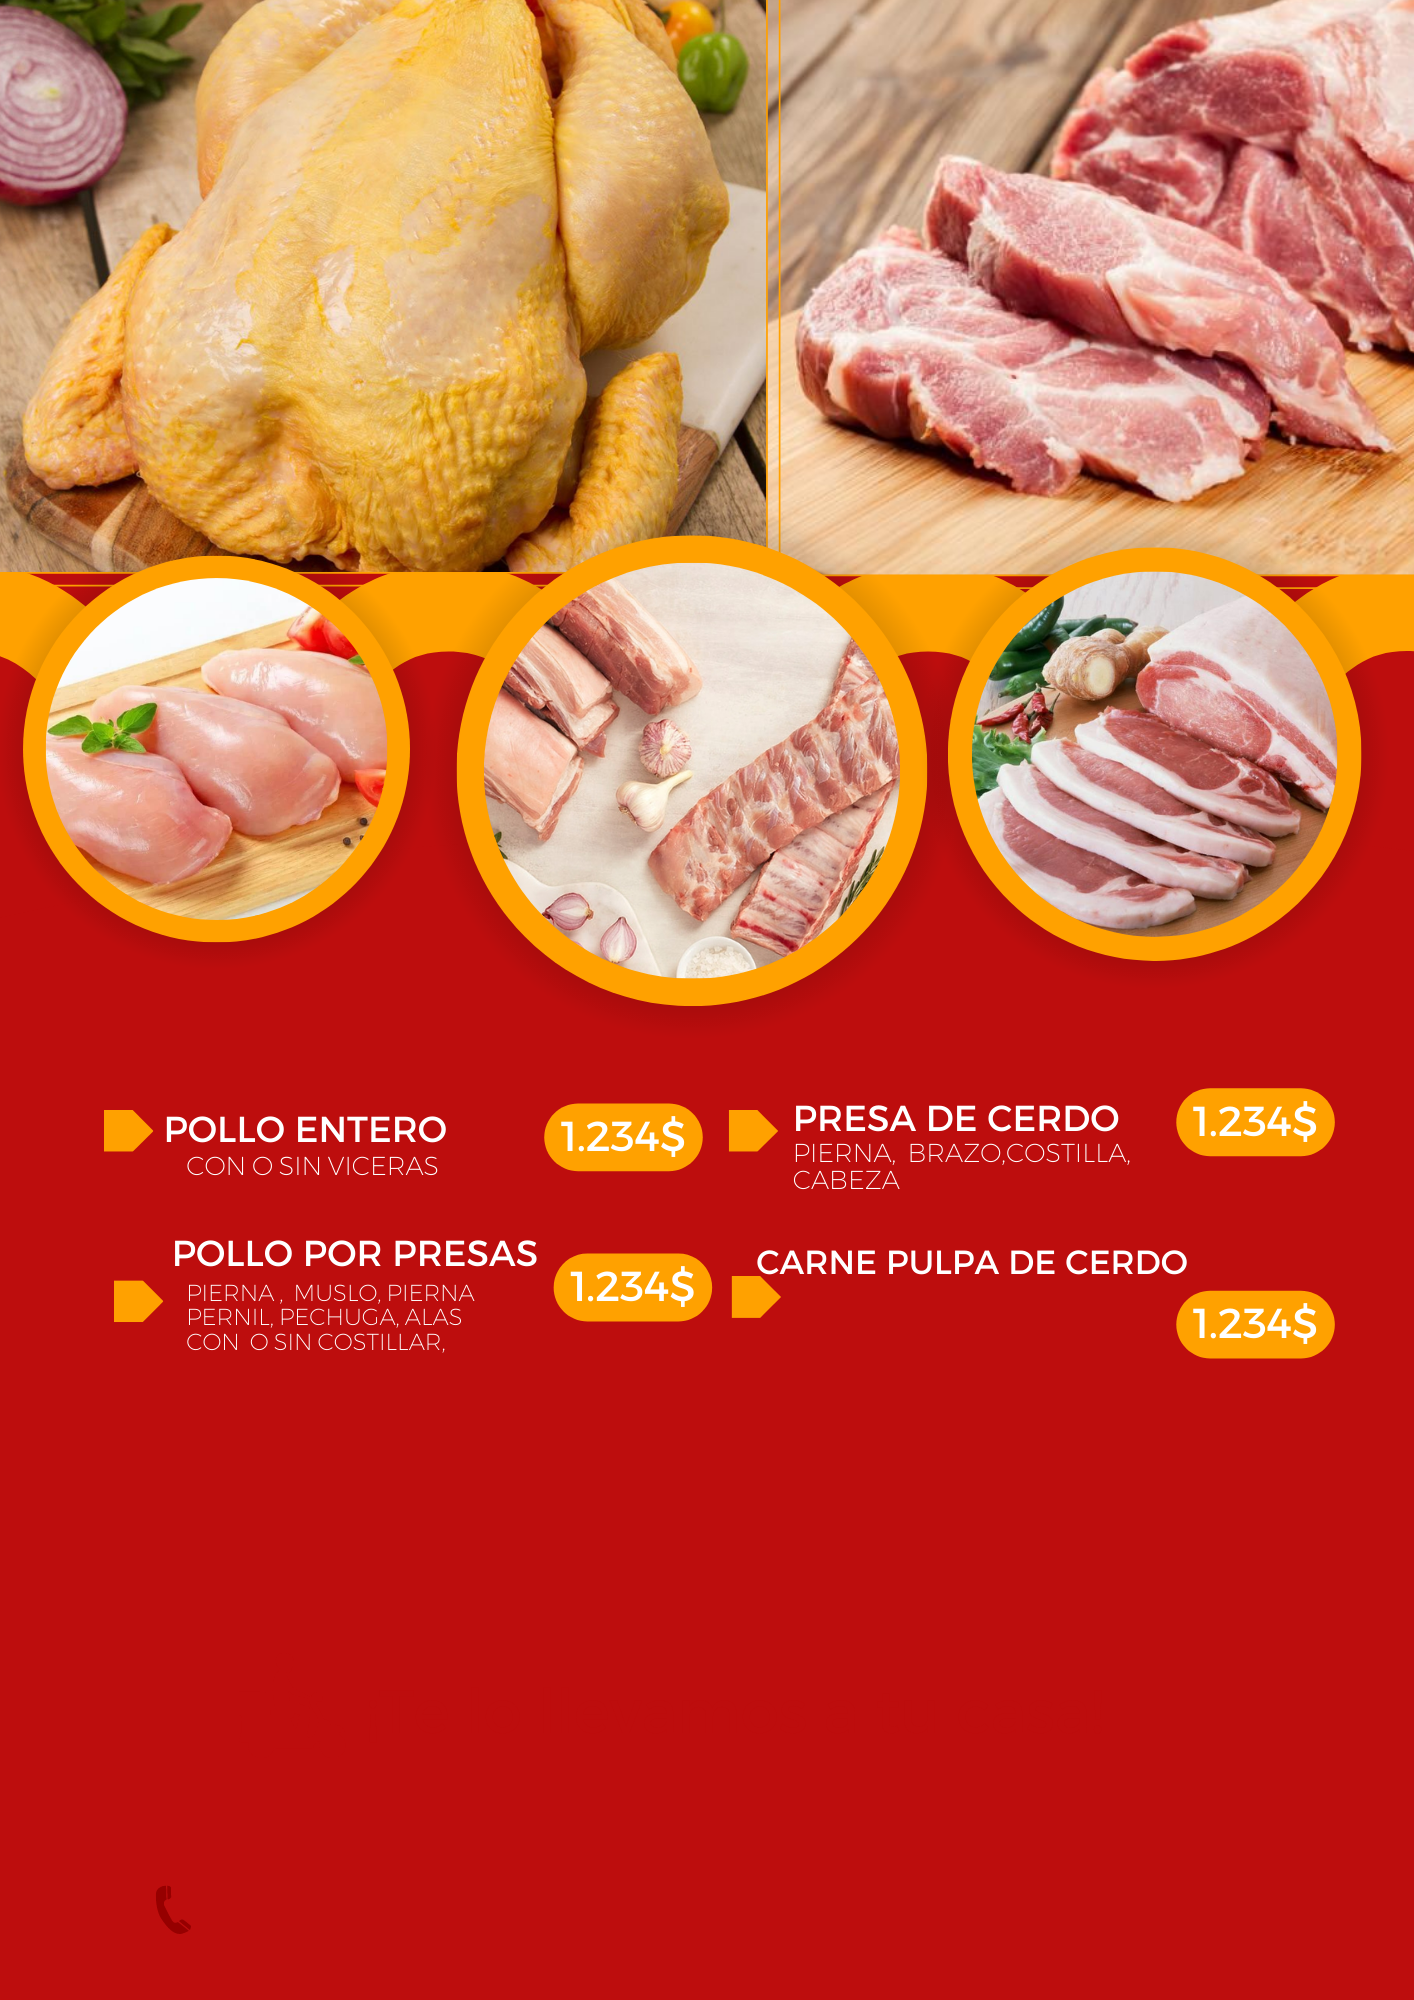 POLLO ENTERO
CON O SIN VICERAS
1.234$
POLLO POR PRESAS
PIERNA , MUSLO, PIERNA
PERNIL, PECHUGA, ALAS
CON O SIN COSTILLAR,
1.234$
PRESA DE CERDO
PIERNA, BRAZO,COSTILLA,
CABEZA
1.234$
CARNE PULPA DE CERDO
1.234$